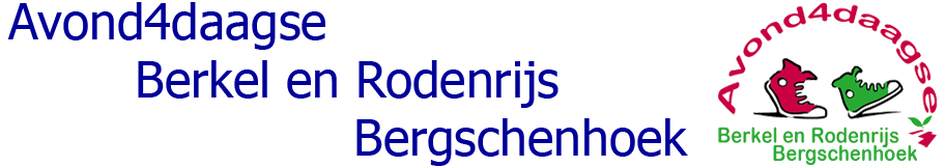 Avond4daagse
Berkel en Rodenrijs
Bergschenhoek
Avond4daagse
Berkel en Rodenrijs
Bergschenhoek